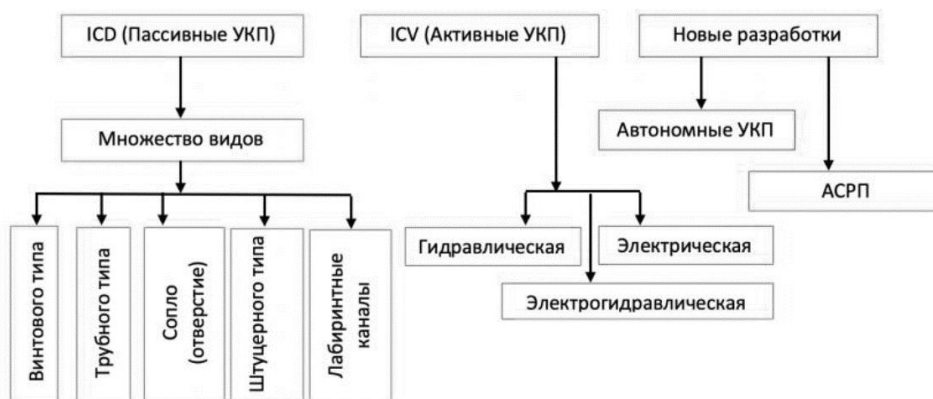 ICD (Пассивные УКП)
ICV (Активные УКП)
Новые разработки
Множество видов
Автономные УКП
АСРП
Винтового типа
Трубного типа
Сопло
(отверстие)
Штуцерного типа
Лабиринтные
каналы
Гидравлическая
Электрическая
Электрогидравлическая